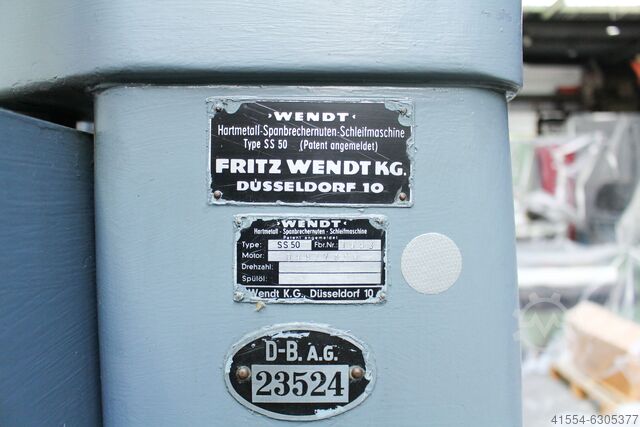 ›WENDT‹
Hartmetall-Spanbrechernuten-Schleifmaschine
Type SS 50 (Patent angemeldet)
FRITZ WENDT KG.
DÜSSELDORF 10
›WENDT‹
Hartmetall-Spanbrechernuten-Schleifmaschine
Patent angemeldet
Type: SS 50 Fbr.Nr.:
Motor:
Drehzahl:
Spülöl:
Wendt K.G., Düsseldorf 10
D-B. A.G.
23524
41554-6305377